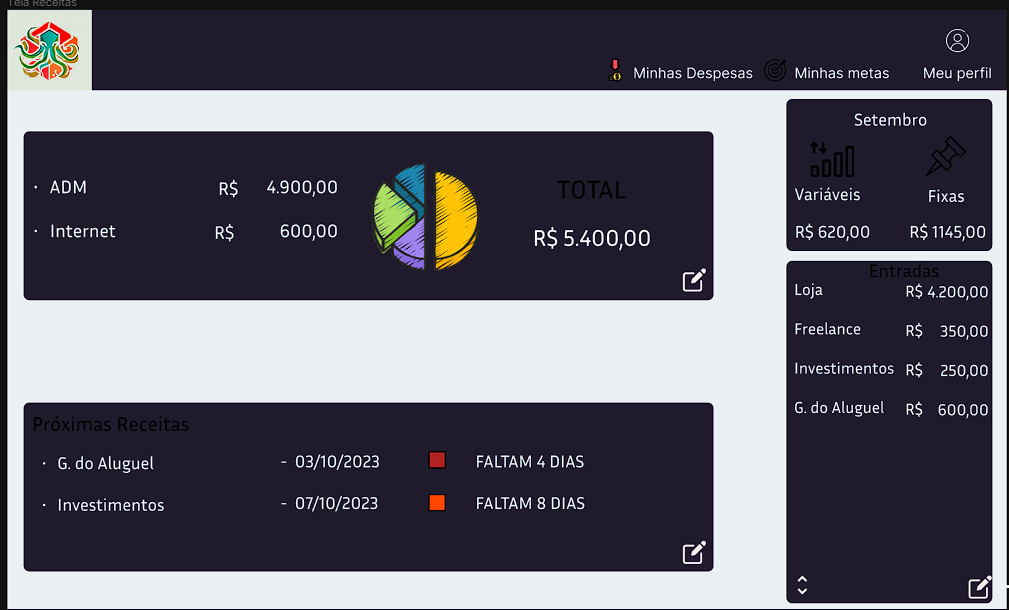 Tela Receitas
Minhas Despesas Minhas metas Meu perfil
· ADM R$ 4.900,00
· Internet R$ 600,00
TOTAL
R$ 5.400,00
Setembro
Variáveis Fixas
R$ 620,00 R$ 1145,00
Entradas
Loja R$ 4.200,00
Freelance R$ 350,00
Investimentos R$ 250,00
G. do Aluguel R$ 600,00
Próximas Receitas
· G. do Aluguel - 03/10/2023 FALTAM 4 DIAS
· Investimentos - 07/10/2023 FALTAM 8 DIAS